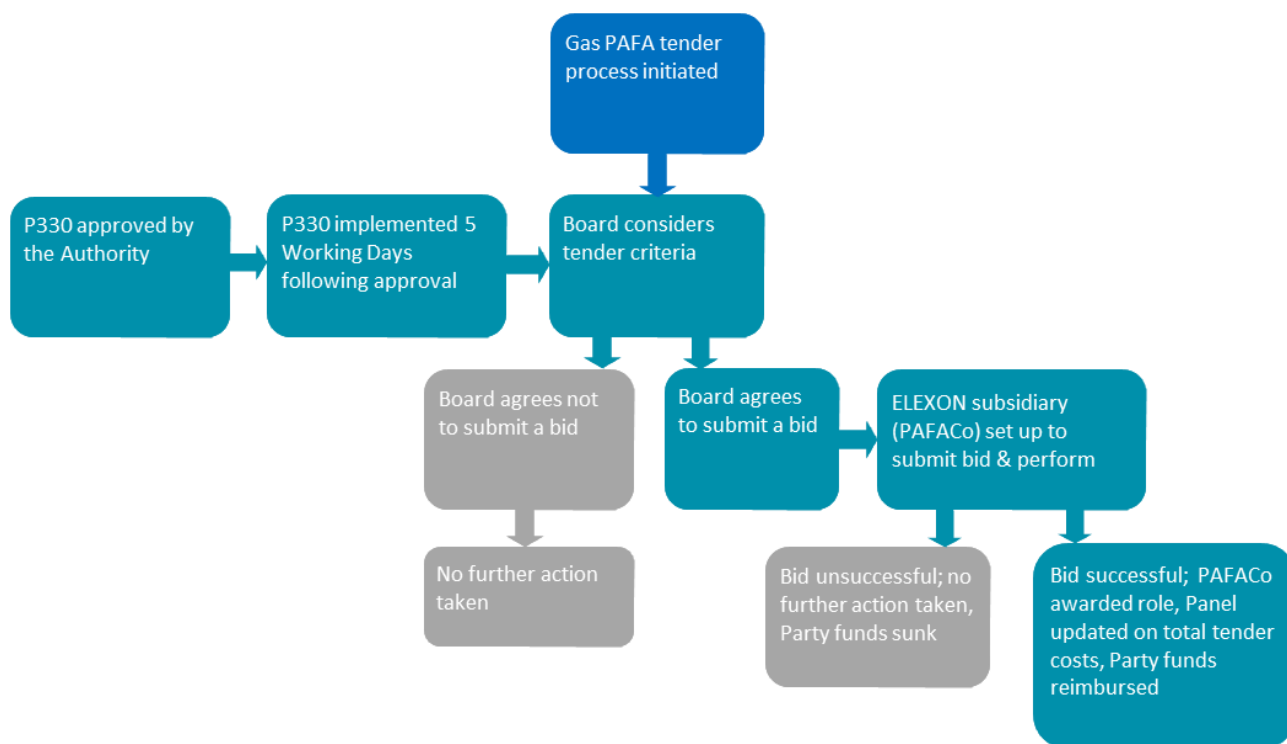 Gas PAFA tender
process initiated
P330 approved by
the Authority
P330 implemented 5
Working Days
following approval
Board considers
tender criteria
Board agrees not
to submit a bid
Board agrees
to submit a bid
ELEXON subsidiary
(PAFACo) set up to
submit bid & perform
No further action
taken
Bid unsuccessful; no
further action taken,
Party funds sunk
Bid successful; PAFACo
awarded role, Panel
updated on total tender
costs, Party funds
reimbursed